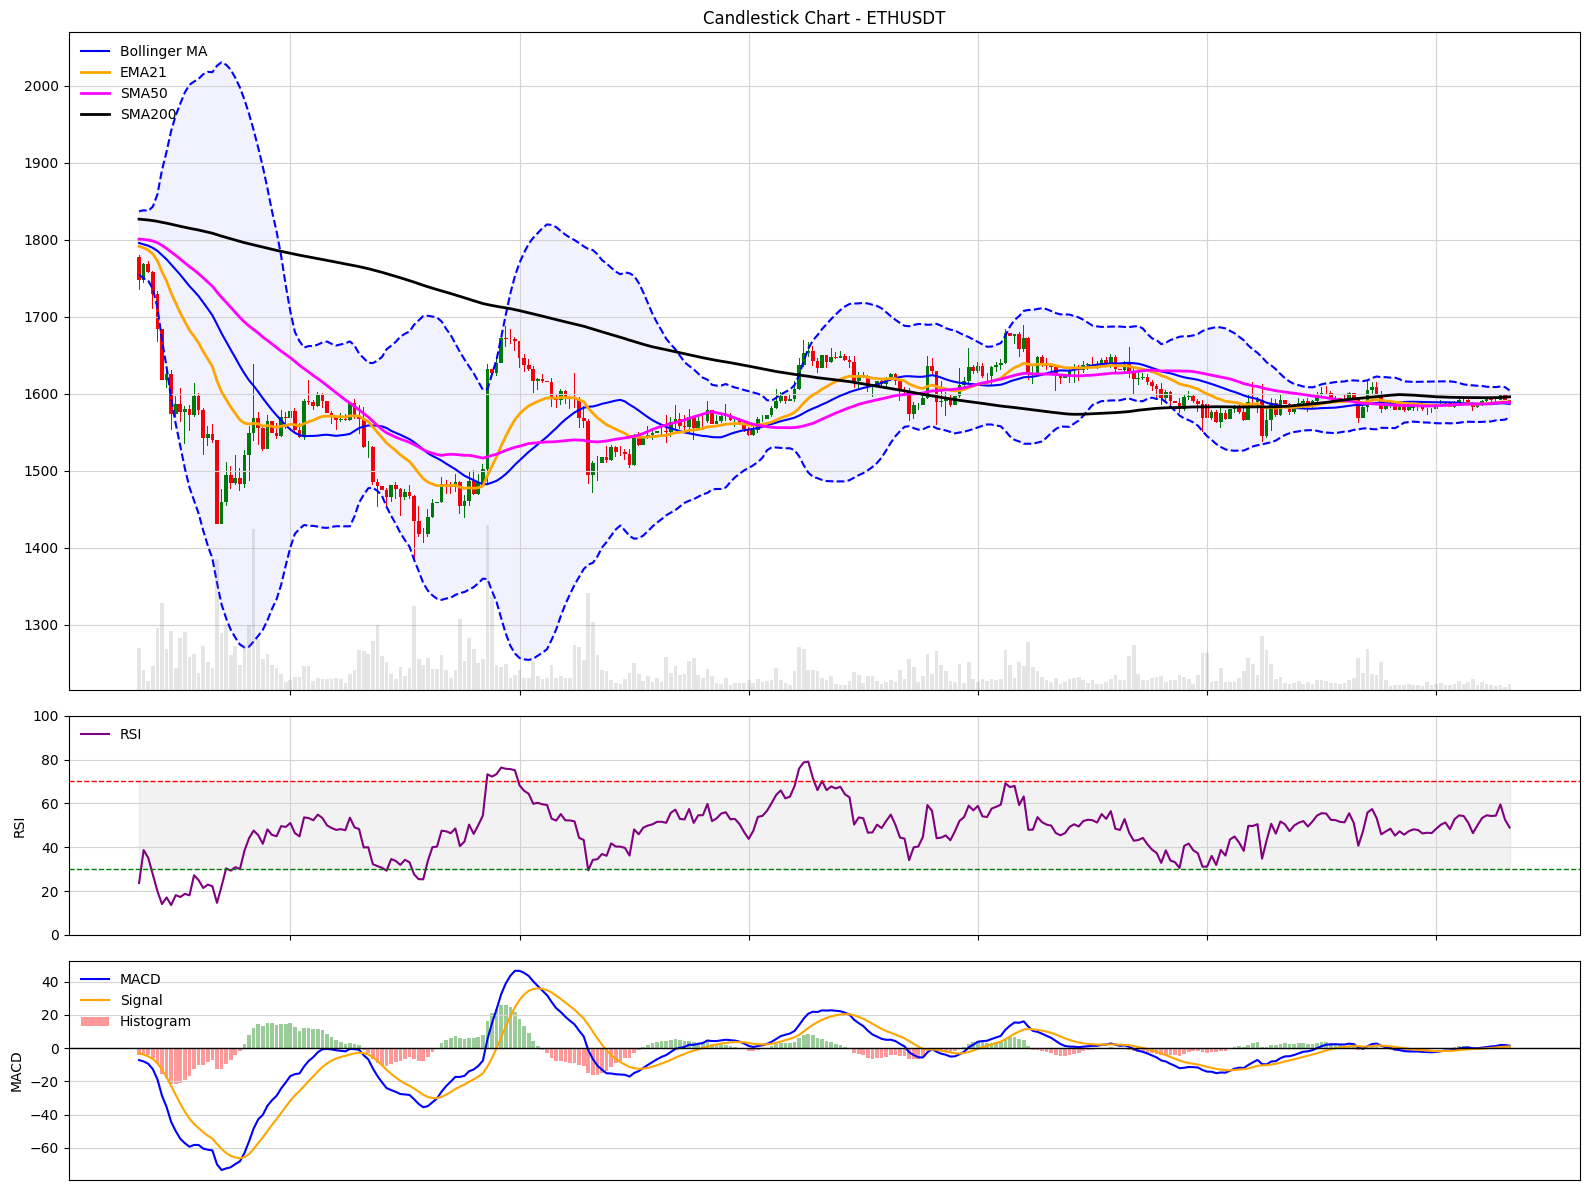 Candlestick Chart - ETHUSDT
Bollinger MA
EMA21
SMA50
SMA200
2000
1900
1800
1700
1600
1500
1400
1300
RSI
100
80
60
40
20
0
RSI
MACD
Signal
Histogram
40
20
0
−20
−40
−60
MACD